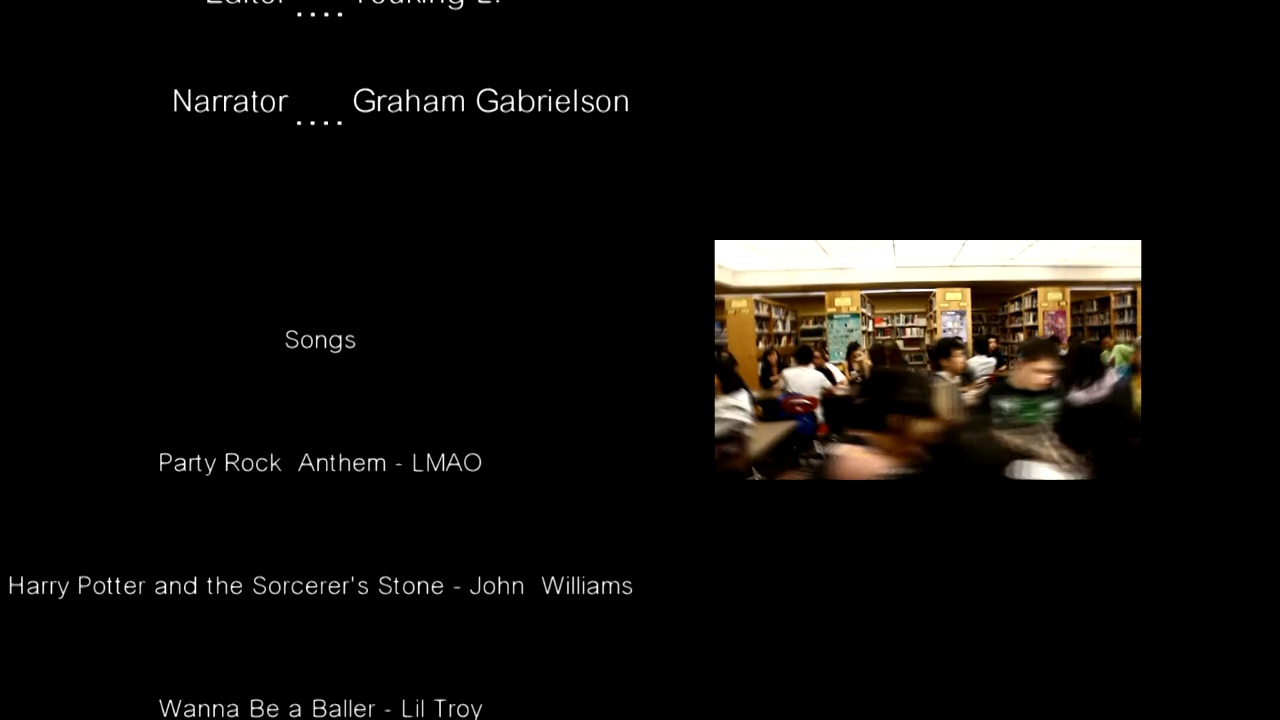 Editor ....
Narrator .... Graham Gabrielson
Songs
Party Rock Anthem - LMAO
Harry Potter and the Sorcerer's Stone - John Williams
Wanna Be a Baller - Lil Troy